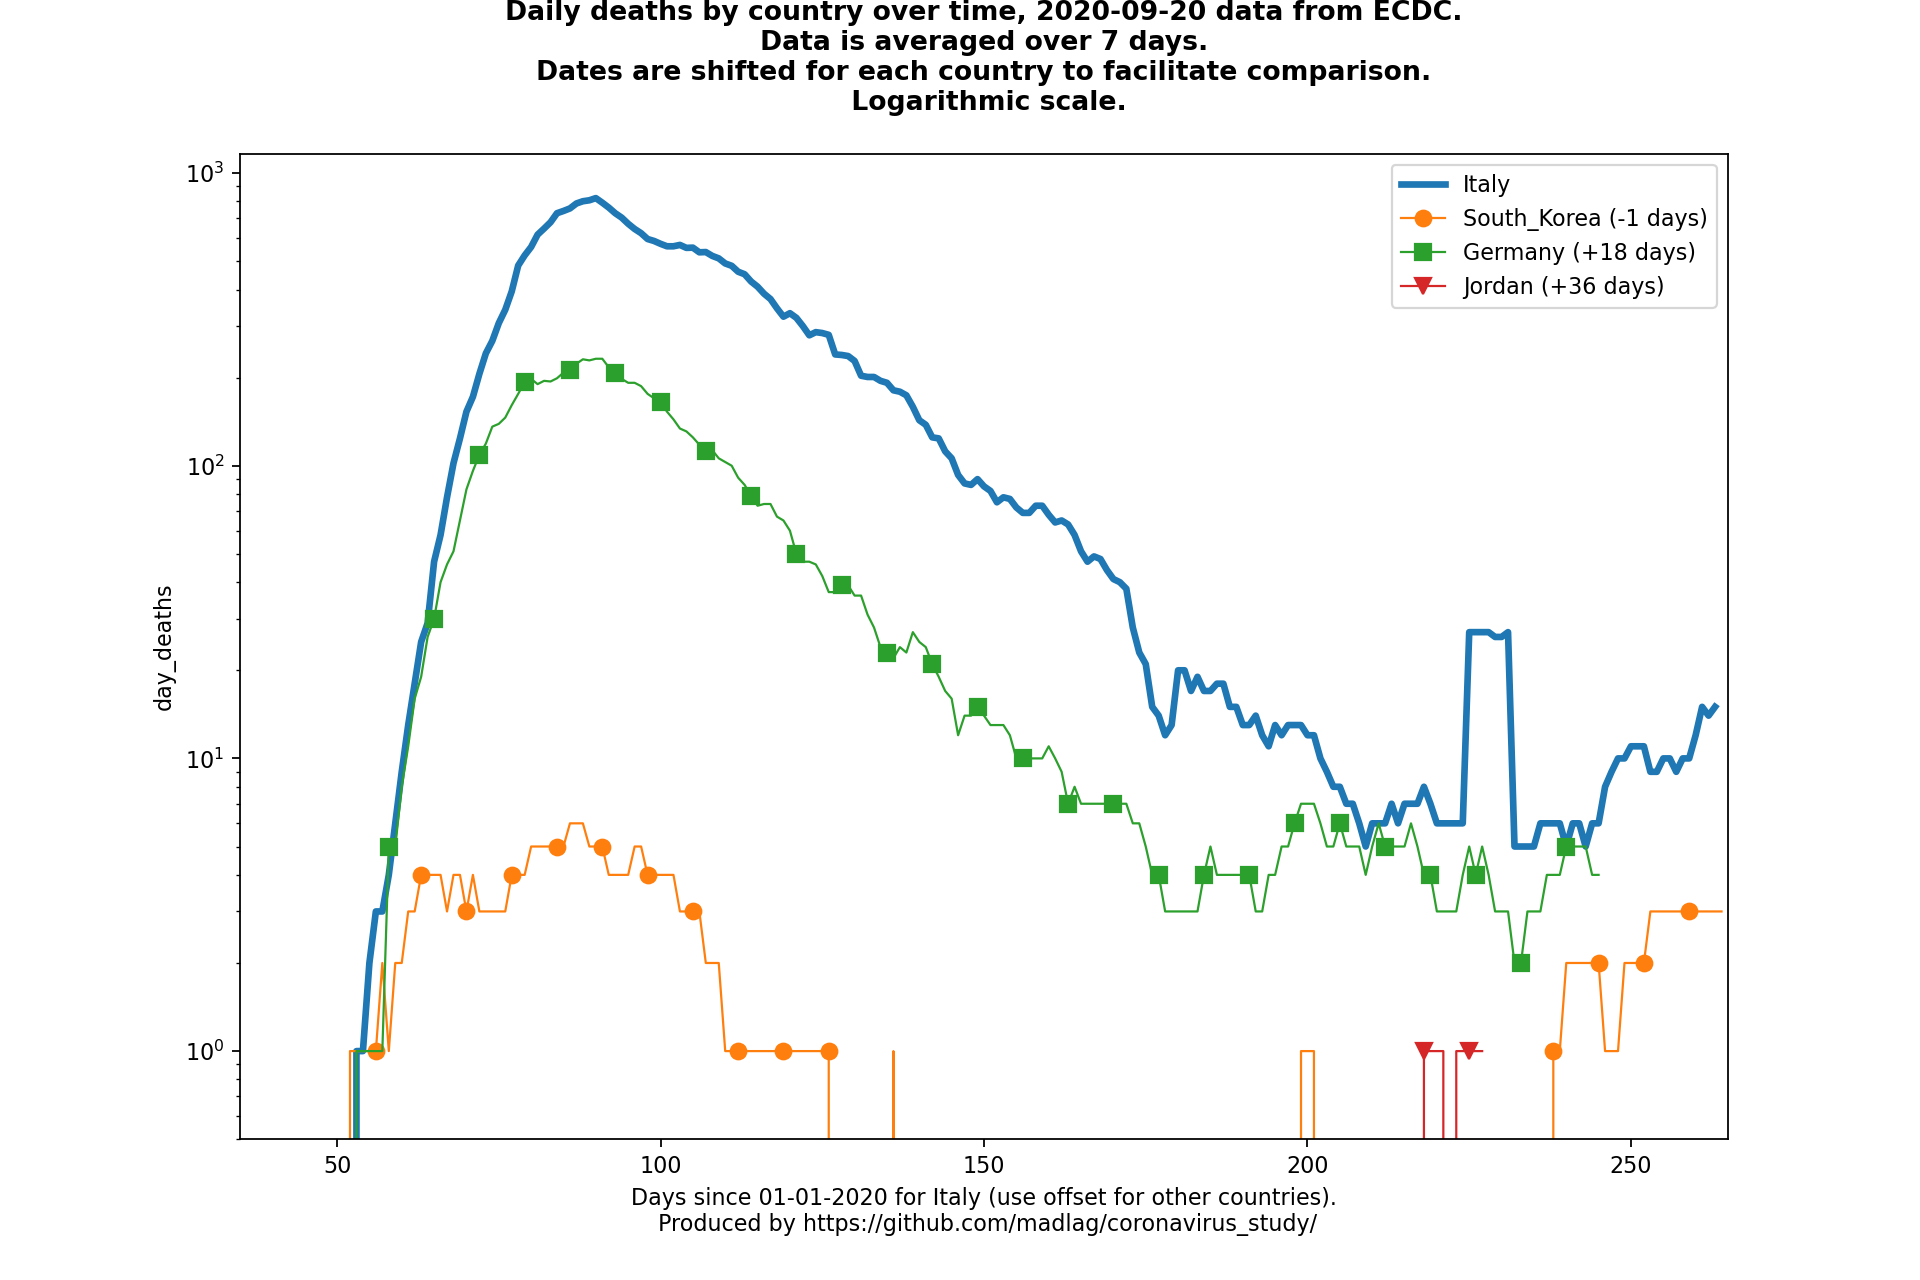 Daily deaths by country over time, 2020-09-20 data from ECDC.
Data is averaged over 7 days.
Dates are shifted for each country to facilitate comparison.
Logarithmic scale.
10³
Italy
South_Korea (-1 days)
Germany (+18 days)
Jordan (+36 days)
10²
day_deaths
10¹
10⁰
50 100 150 200 250
Days since 01-01-2020 for Italy (use offset for other countries).
Produced by https://github.com/madlag/coronavirus_study/